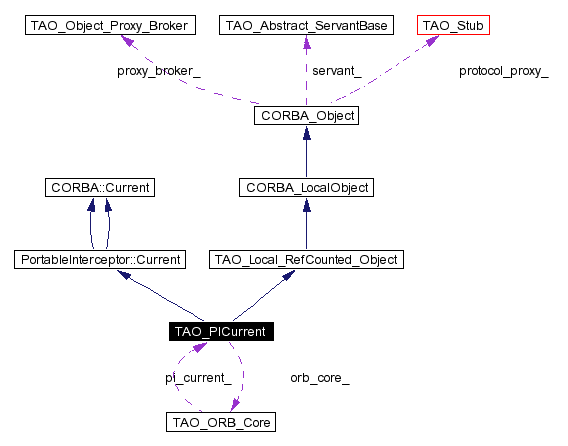 TAO_Object_Proxy_Broker
TAO_Abstract_ServantBase
TAO_Stub
proxy_broker_
servant_
protocol_proxy_
CORBA_Object
CORBA::Current
CORBA_LocalObject
PortableInterceptor::Current
TAO_Local_RefCounted_Object
TAO_PICurrent
pi_current_
orb_core_
TAO_ORB_Core